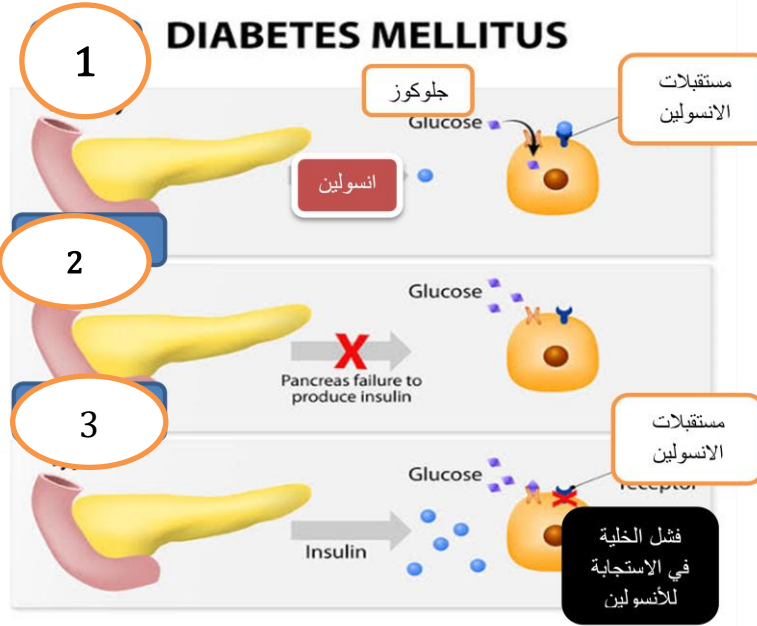 DIABETES MELLITUS
1
جلوكوز
مستقبلات
الانسولين
Glucose
انسولين
2
Glucose
X
Pancreas failure to
produce insulin
3
مستقبلات
الانسولين
Glucose
receptor
Insulin
فشل الخلية
في الاستجابة
للأنسولين